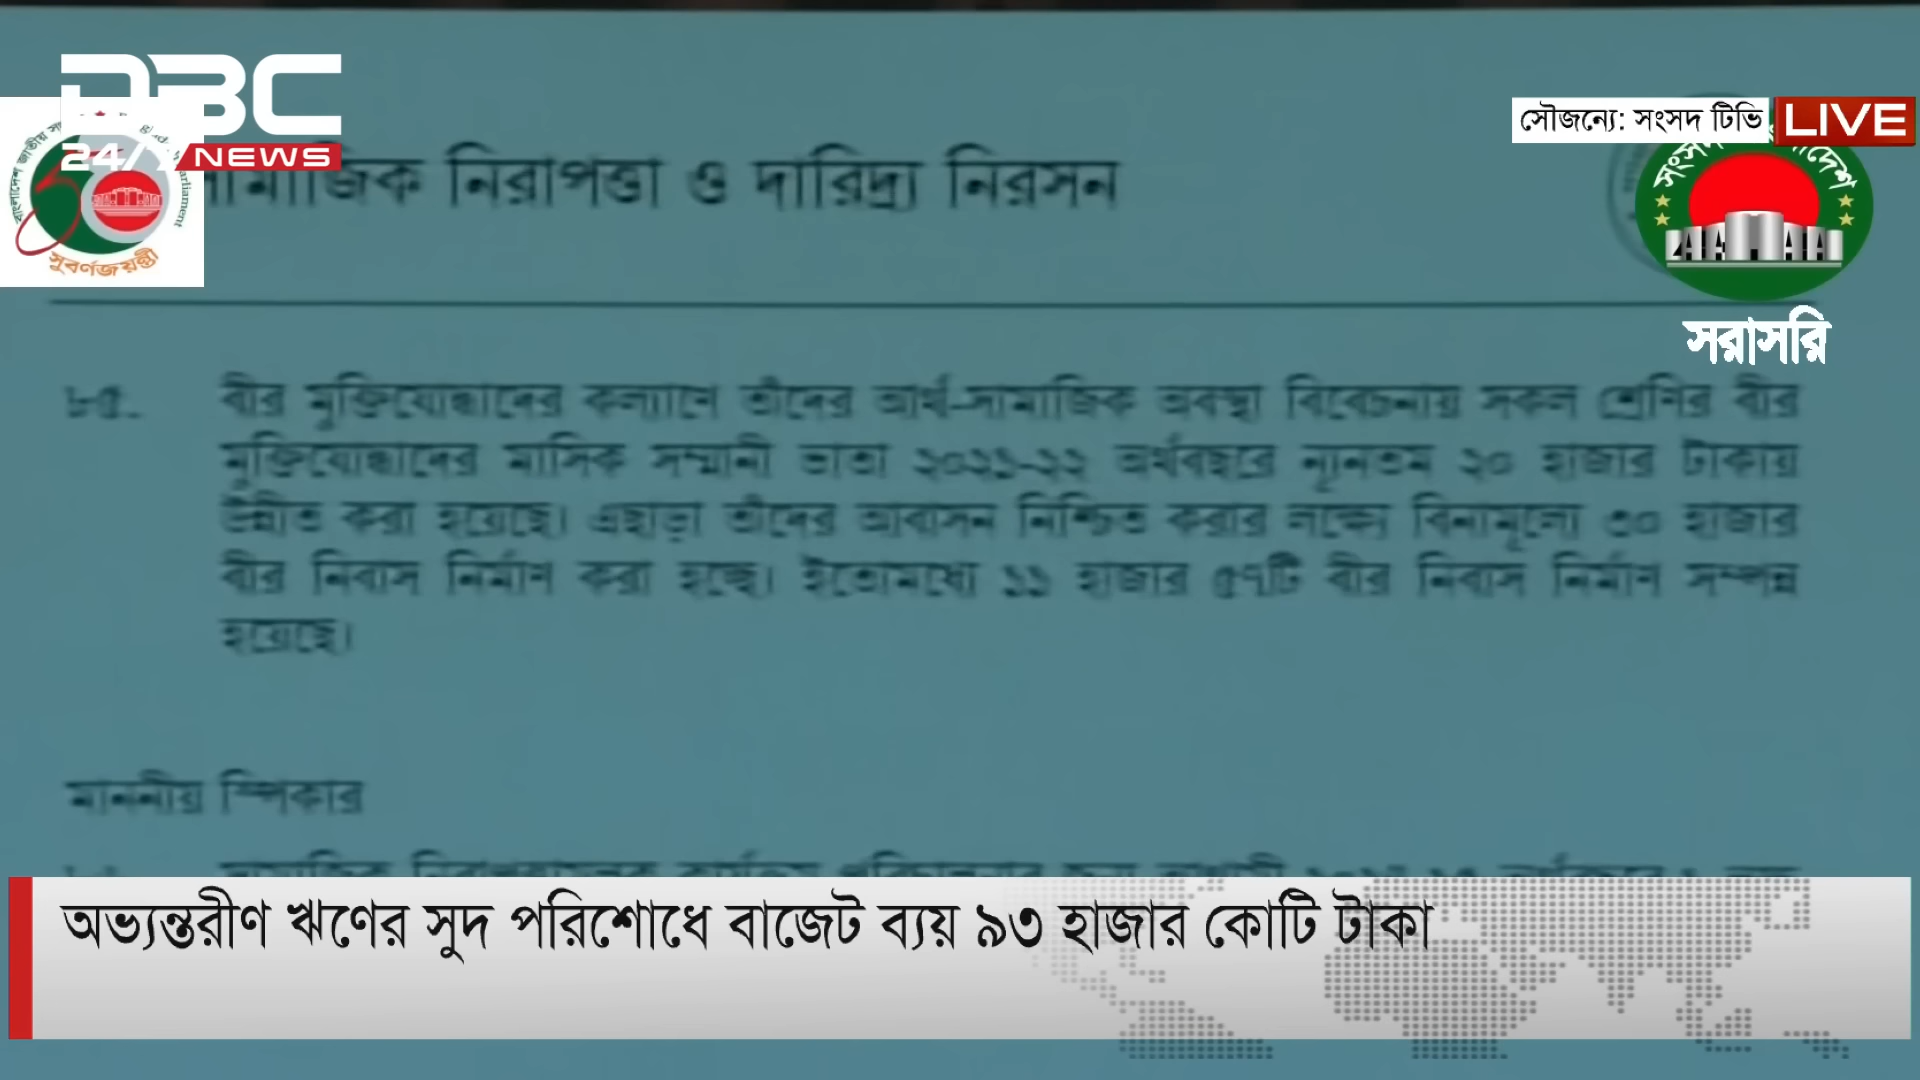 DBC
24/7 NEWS
সৌজন্যে: সংসদ টিভি LIVE
সংসদ বাংলাদেশ
সরাসরি
সুবর্ণজয়ন্তী
সামাজিক নিরাপত্তা ও দারিদ্র্য নিরসন
৮৫. বীর মুক্তিযোদ্ধাদের কল্যাণে তাঁদের আর্থ-সামাজিক অবস্থা বিবেচনায় সকল শ্রেণির বীর
মুক্তিযোদ্ধাদের মাসিক সম্মানী ভাতা ২০২১-২২ অর্থবছরে ন্যূনতম ২০ হাজার টাকায়
উন্নীত করা হয়েছে। এছাড়া তাঁদের আবাসন নিশ্চিত করার লক্ষ্যে বিনামূল্যে ৩০ হাজার
বীর নিবাস নির্মাণ করা হচ্ছে। ইতোমধ্যে ১১ হাজার ৫৭টি বীর নিবাস নির্মাণ সম্পন্ন
হয়েছে।
মাননীয় স্পিকার
অভ্যন্তরীণ ঋণের সুদ পরিশোধে বাজেট ব্যয় ৯৩ হাজার কোটি টাকা